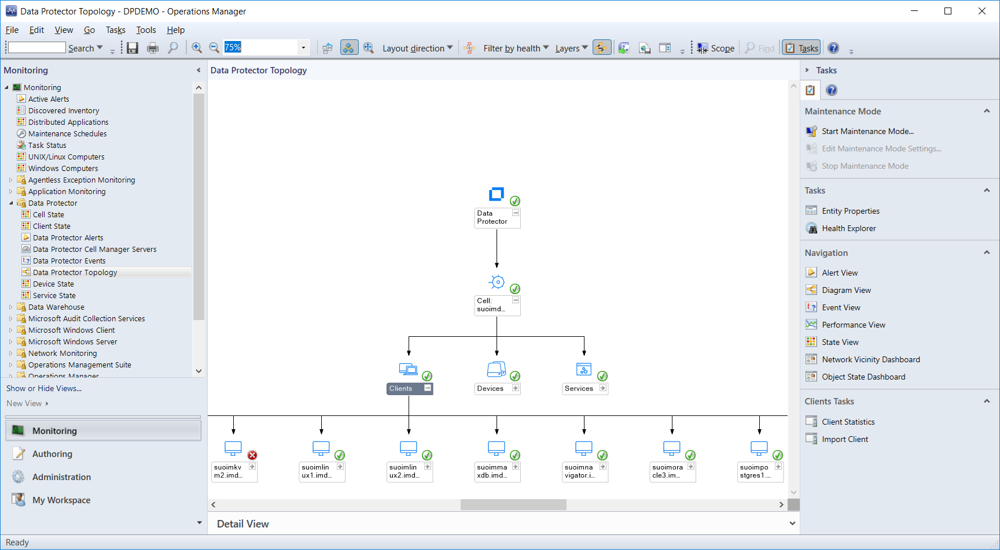 Data Protector Topology - DPDEMO - Operations Manager
File Edit View Go Tasks Tools Help
Search 75% Layout direction Filter by health Layers Scope Find Tasks
Monitoring
Monitoring
Active Alerts
Discovered Inventory
Distributed Applications
Maintenance Schedules
Task Status
UNIX/Linux Computers
Windows Computers
Agentless Exception Monitoring
Application Monitoring
Data Protector
Cell State
Client State
Data Protector Alerts
Data Protector Cell Manager Servers
Data Protector Events
Data Protector Topology
Device State
Service State
Data Warehouse
Microsoft Audit Collection Services
Microsoft Windows Client
Microsoft Windows Server
Network Monitoring
Operations Management Suite
Operations Manager
Show or Hide Views...
New View
Monitoring
Authoring
Administration
My Workspace
Data Protector Topology
Data
Protector
Cell:
suoimd...
Clients
Devices
Services
suoimkv
m2.imd...
suoimlin
ux1.imd...
suoimlin
ux2.imd...
suoimma
xdb.imd...
suoimna
vigator.i...
suoimora
cle3.im...
suoimpo
stgres1....
Detail View
Tasks
Maintenance Mode
Start Maintenance Mode...
Edit Maintenance Mode Settings...
Stop Maintenance Mode
Tasks
Entity Properties
Health Explorer
Navigation
Alert View
Diagram View
Event View
Performance View
State View
Network Vicinity Dashboard
Object State Dashboard
Clients Tasks
Client Statistics
Import Client
Ready